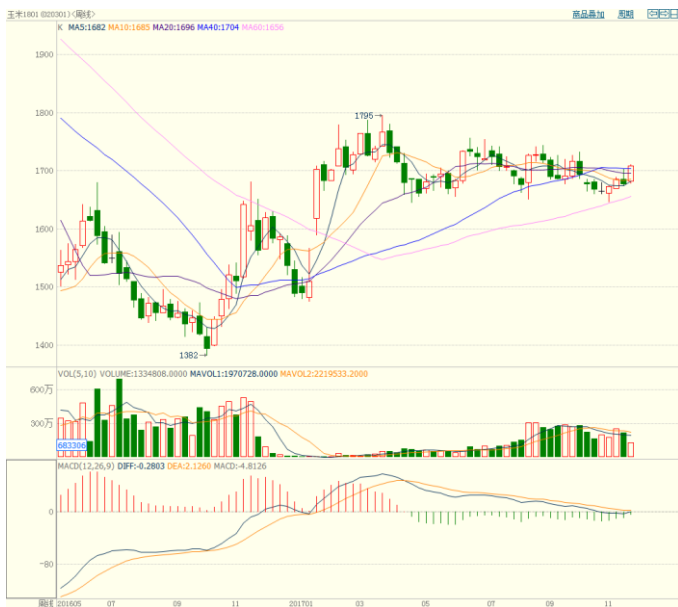 玉米1801 (020301)<周线>
商品叠加 周期
K MA5:1682 MA10:1685 MA20:1696 MA40:1704 MA60:1656
1900
1800
1795→
1700
1600
1500
1400
1382→
VOL(5,10) VOLUME:1334808.0000 MAVOL1:1970728.0000 MAVOL2:2219533.2000
600万
300万
683306
MACD(12,26,9) DIFF:-0.2803 DEA:2.1260 MACD:-4.8126
0
-80
周线 201605 07 09 11 201701 03 05 07 09 11